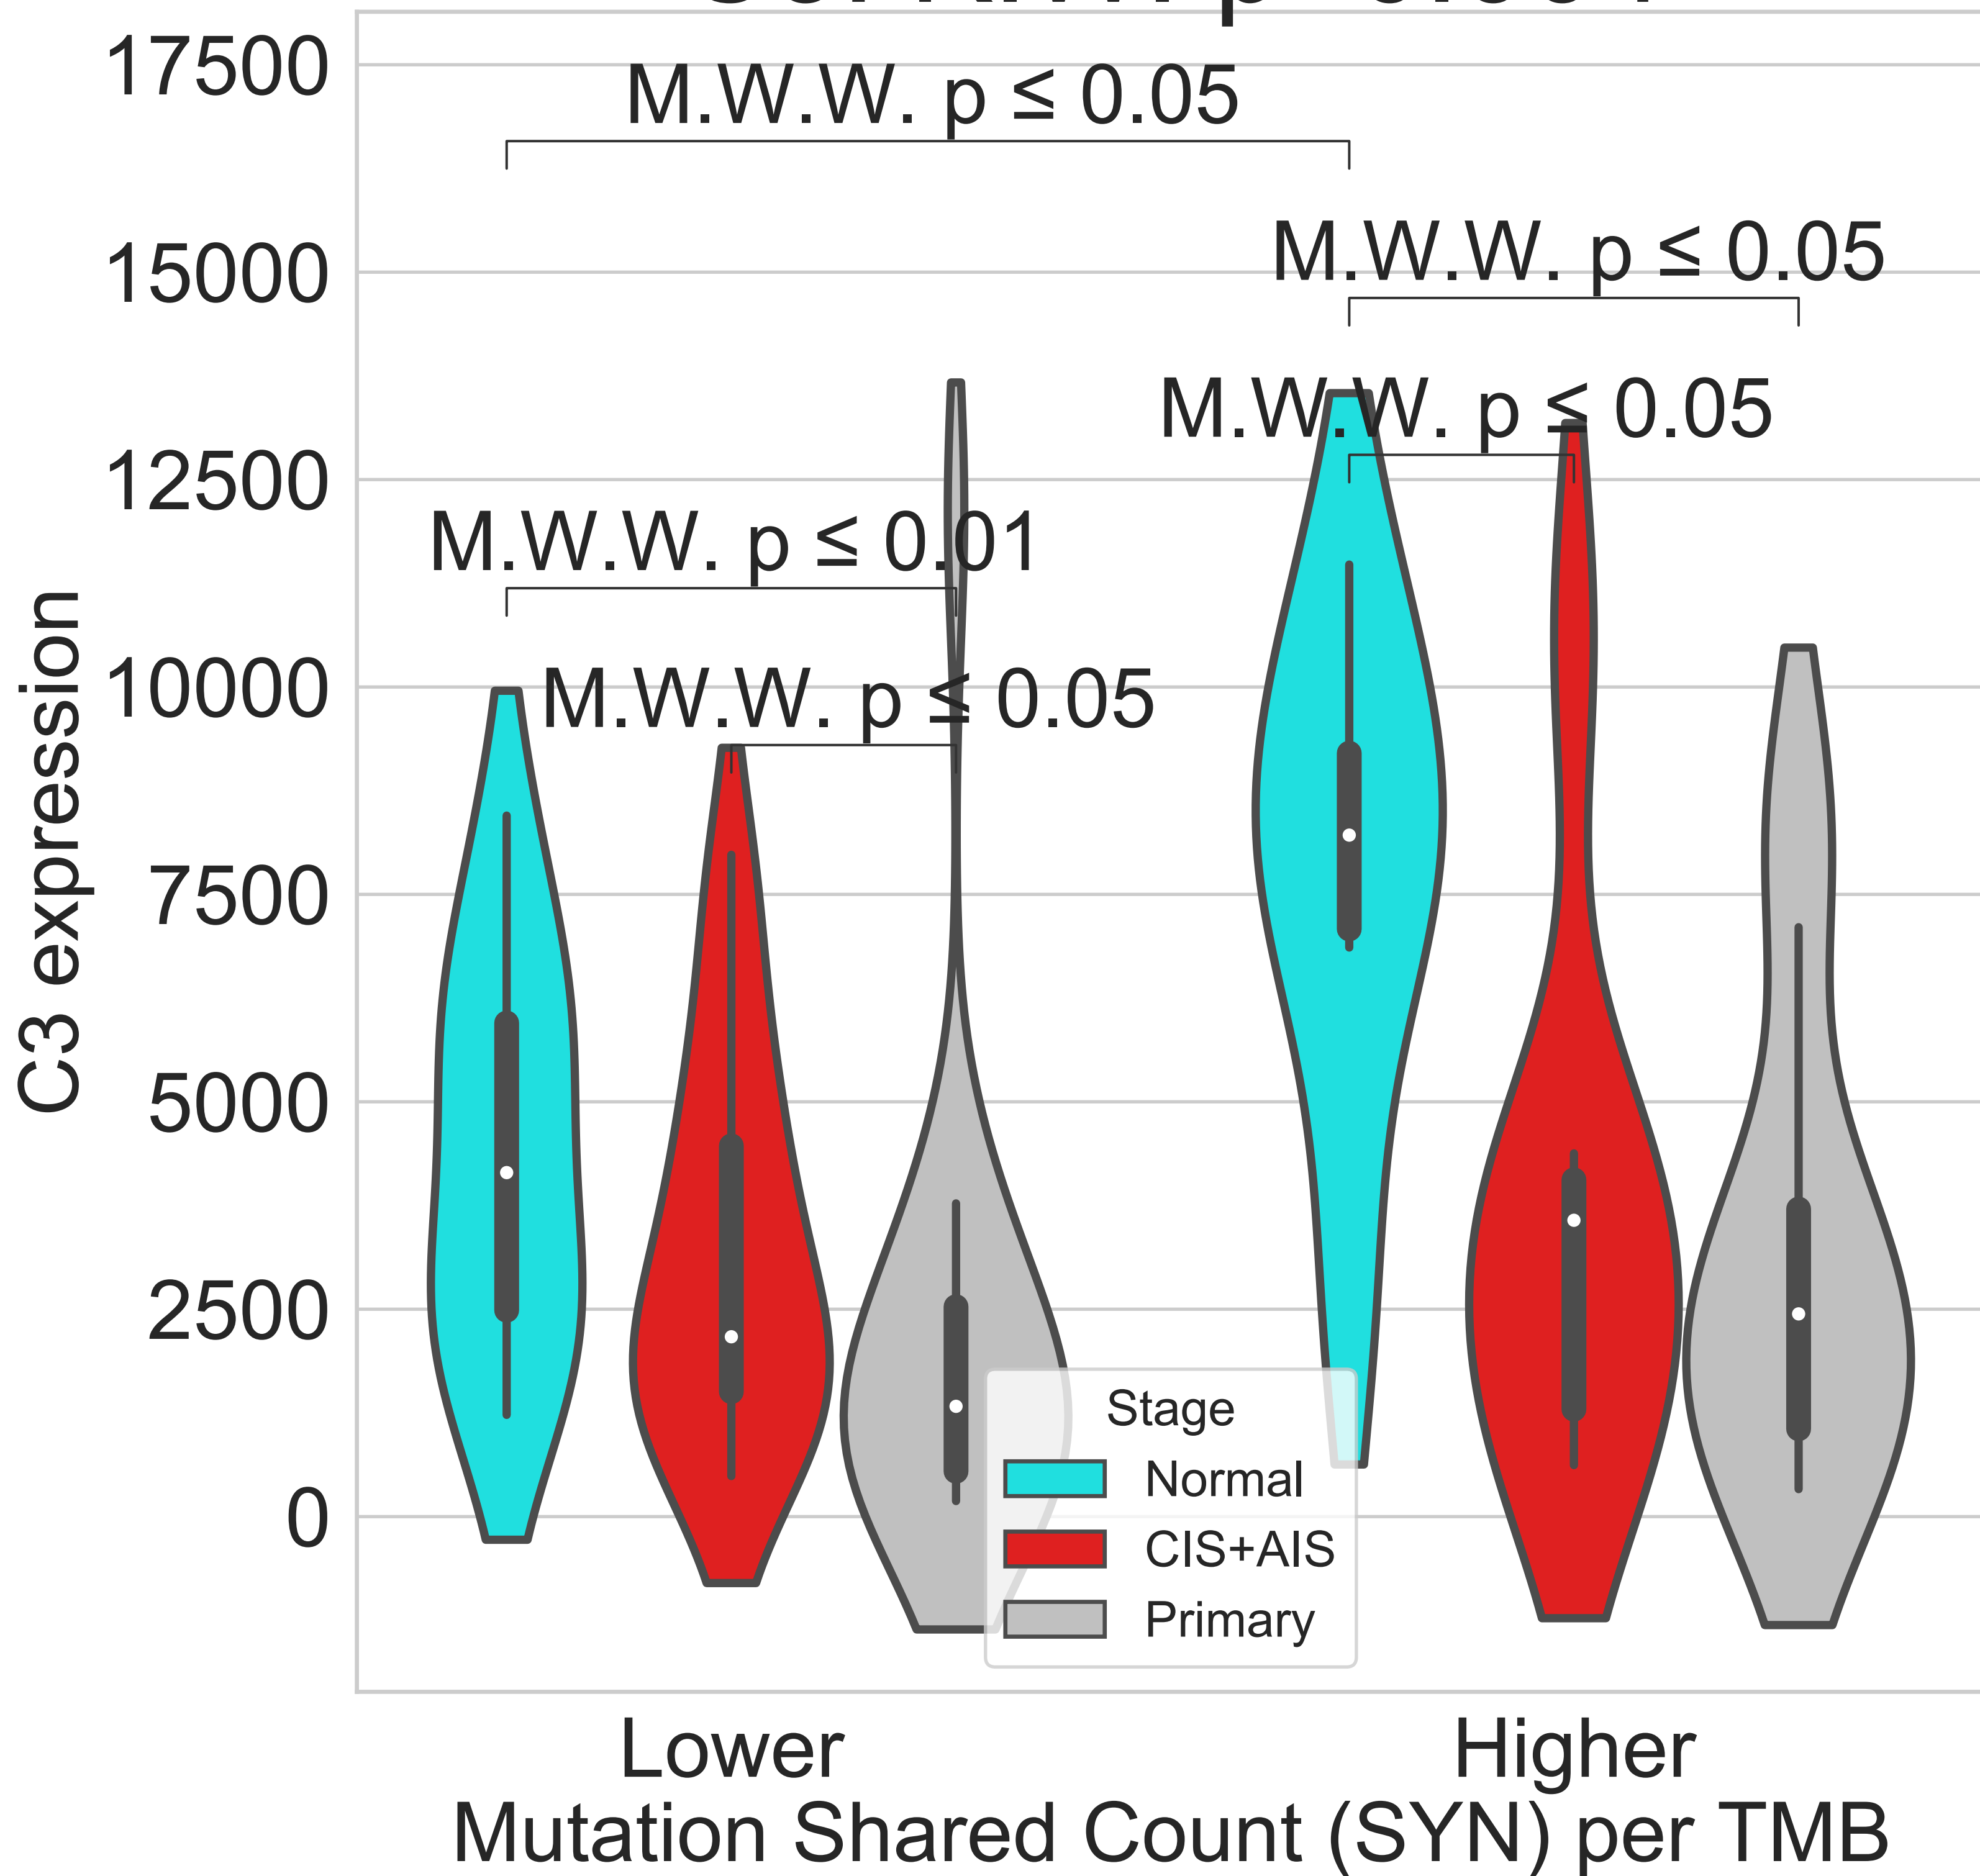 17500
M.W.W. p ≤ 0.05
15000
M.W.W. p ≤ 0.05
M.W.W. p ≤ 0.05
12500
M.W.W. p ≤ 0.01
10000
M.W.W. p ≤ 0.05
7500
5000
2500
0
C3 expression
Stage
Normal
CIS+AIS
Primary
Lower
Higher
Mutation Shared Count (SYN) per TMB